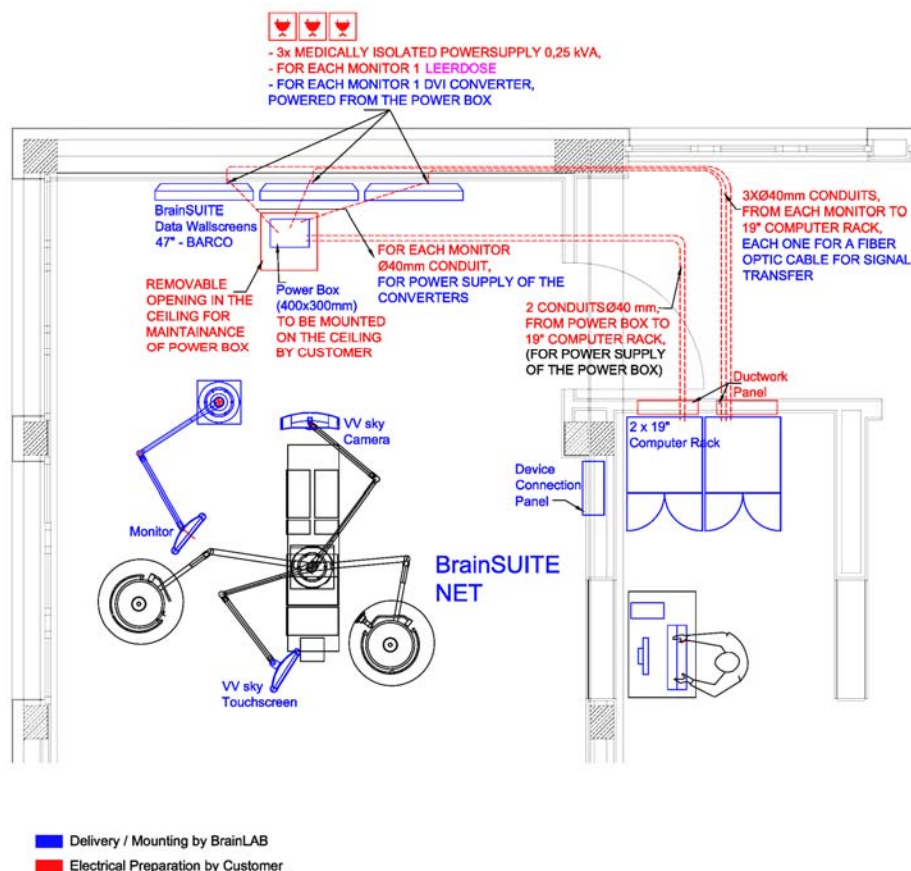 - 3x MEDICALLY ISOLATED POWERSUPPLY 0,25 kVA,
- FOR EACH MONITOR 1 LEERDOSE
- FOR EACH MONITOR 1 DVI CONVERTER,
POWERED FROM THE POWER BOX
BrainSUITE
Data Wallscreens
47" - BARCO
3XØ40mm CONDUITS,
FROM EACH MONITOR TO
19" COMPUTER RACK,
EACH ONE FOR A FIBER
OPTIC CABLE FOR SIGNAL
TRANSFER
FOR EACH MONITOR
Ø40mm CONDUIT,
FOR POWER SUPPLY OF THE
CONVERTERS
REMOVABLE
OPENING IN THE
CEILING FOR
MAINTAINANCE
OF POWER BOX
Power Box
(400x300mm)
TO BE MOUNTED
ON THE CEILING
BY CUSTOMER
2 CONDUITSØ40 mm,
FROM POWER BOX TO
19" COMPUTER RACK,
(FOR POWER SUPPLY
OF THE POWER BOX)
Ductwork
Panel
2 x 19"
Computer Rack
VV sky
Camera
Device
Connection
Panel
Monitor
BrainSUITE
NET
VV sky
Touchscreen
Delivery / Mounting by BrainLAB
Electrical Preparation by Customer